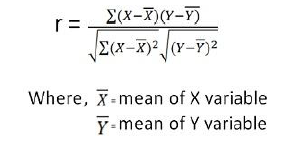 r = Σ(X−X̅)(Y−Y̅)
√Σ(X−X̅)² √(Y−Y̅)²
Where, X̅ = mean of X variable
Y̅ = mean of Y variable